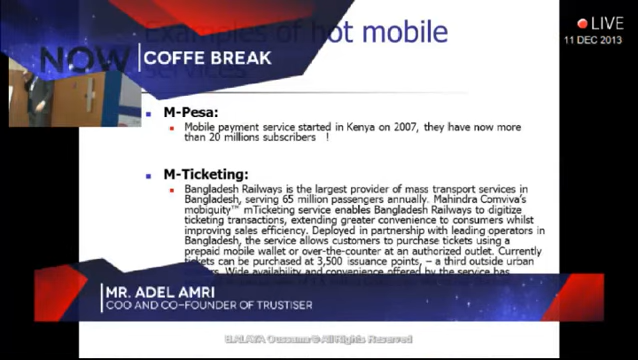 Examples of hot mobile
services
NOW
COFFE BREAK
LIVE
11 DEC 2013
M-Pesa:
Mobile payment service started in Kenya on 2007, they have now more
than 20 millions subscribers !
M-Ticketing:
Bangladesh Railways is the largest provider of mass transport services in
Bangladesh, serving 65 million passengers annually. Mahindra Comviva's
mobiquity™ mTicketing service enables Bangladesh Railways to digitize
ticketing transactions, extending greater convenience to consumers whilst
improving sales efficiency. Deployed in partnership with leading operators in
Bangladesh, the service allows customers to purchase tickets using a
prepaid mobile wallet or over-the-counter at an authorized outlet. Currently
tickets can be purchased at 3,500 issuance points, – a third outside urban
Wide availability and convenience offered by the service has
MR. ADEL AMRI
COO AND CO-FOUNDER OF TRUSTISER
All Rights Reserved